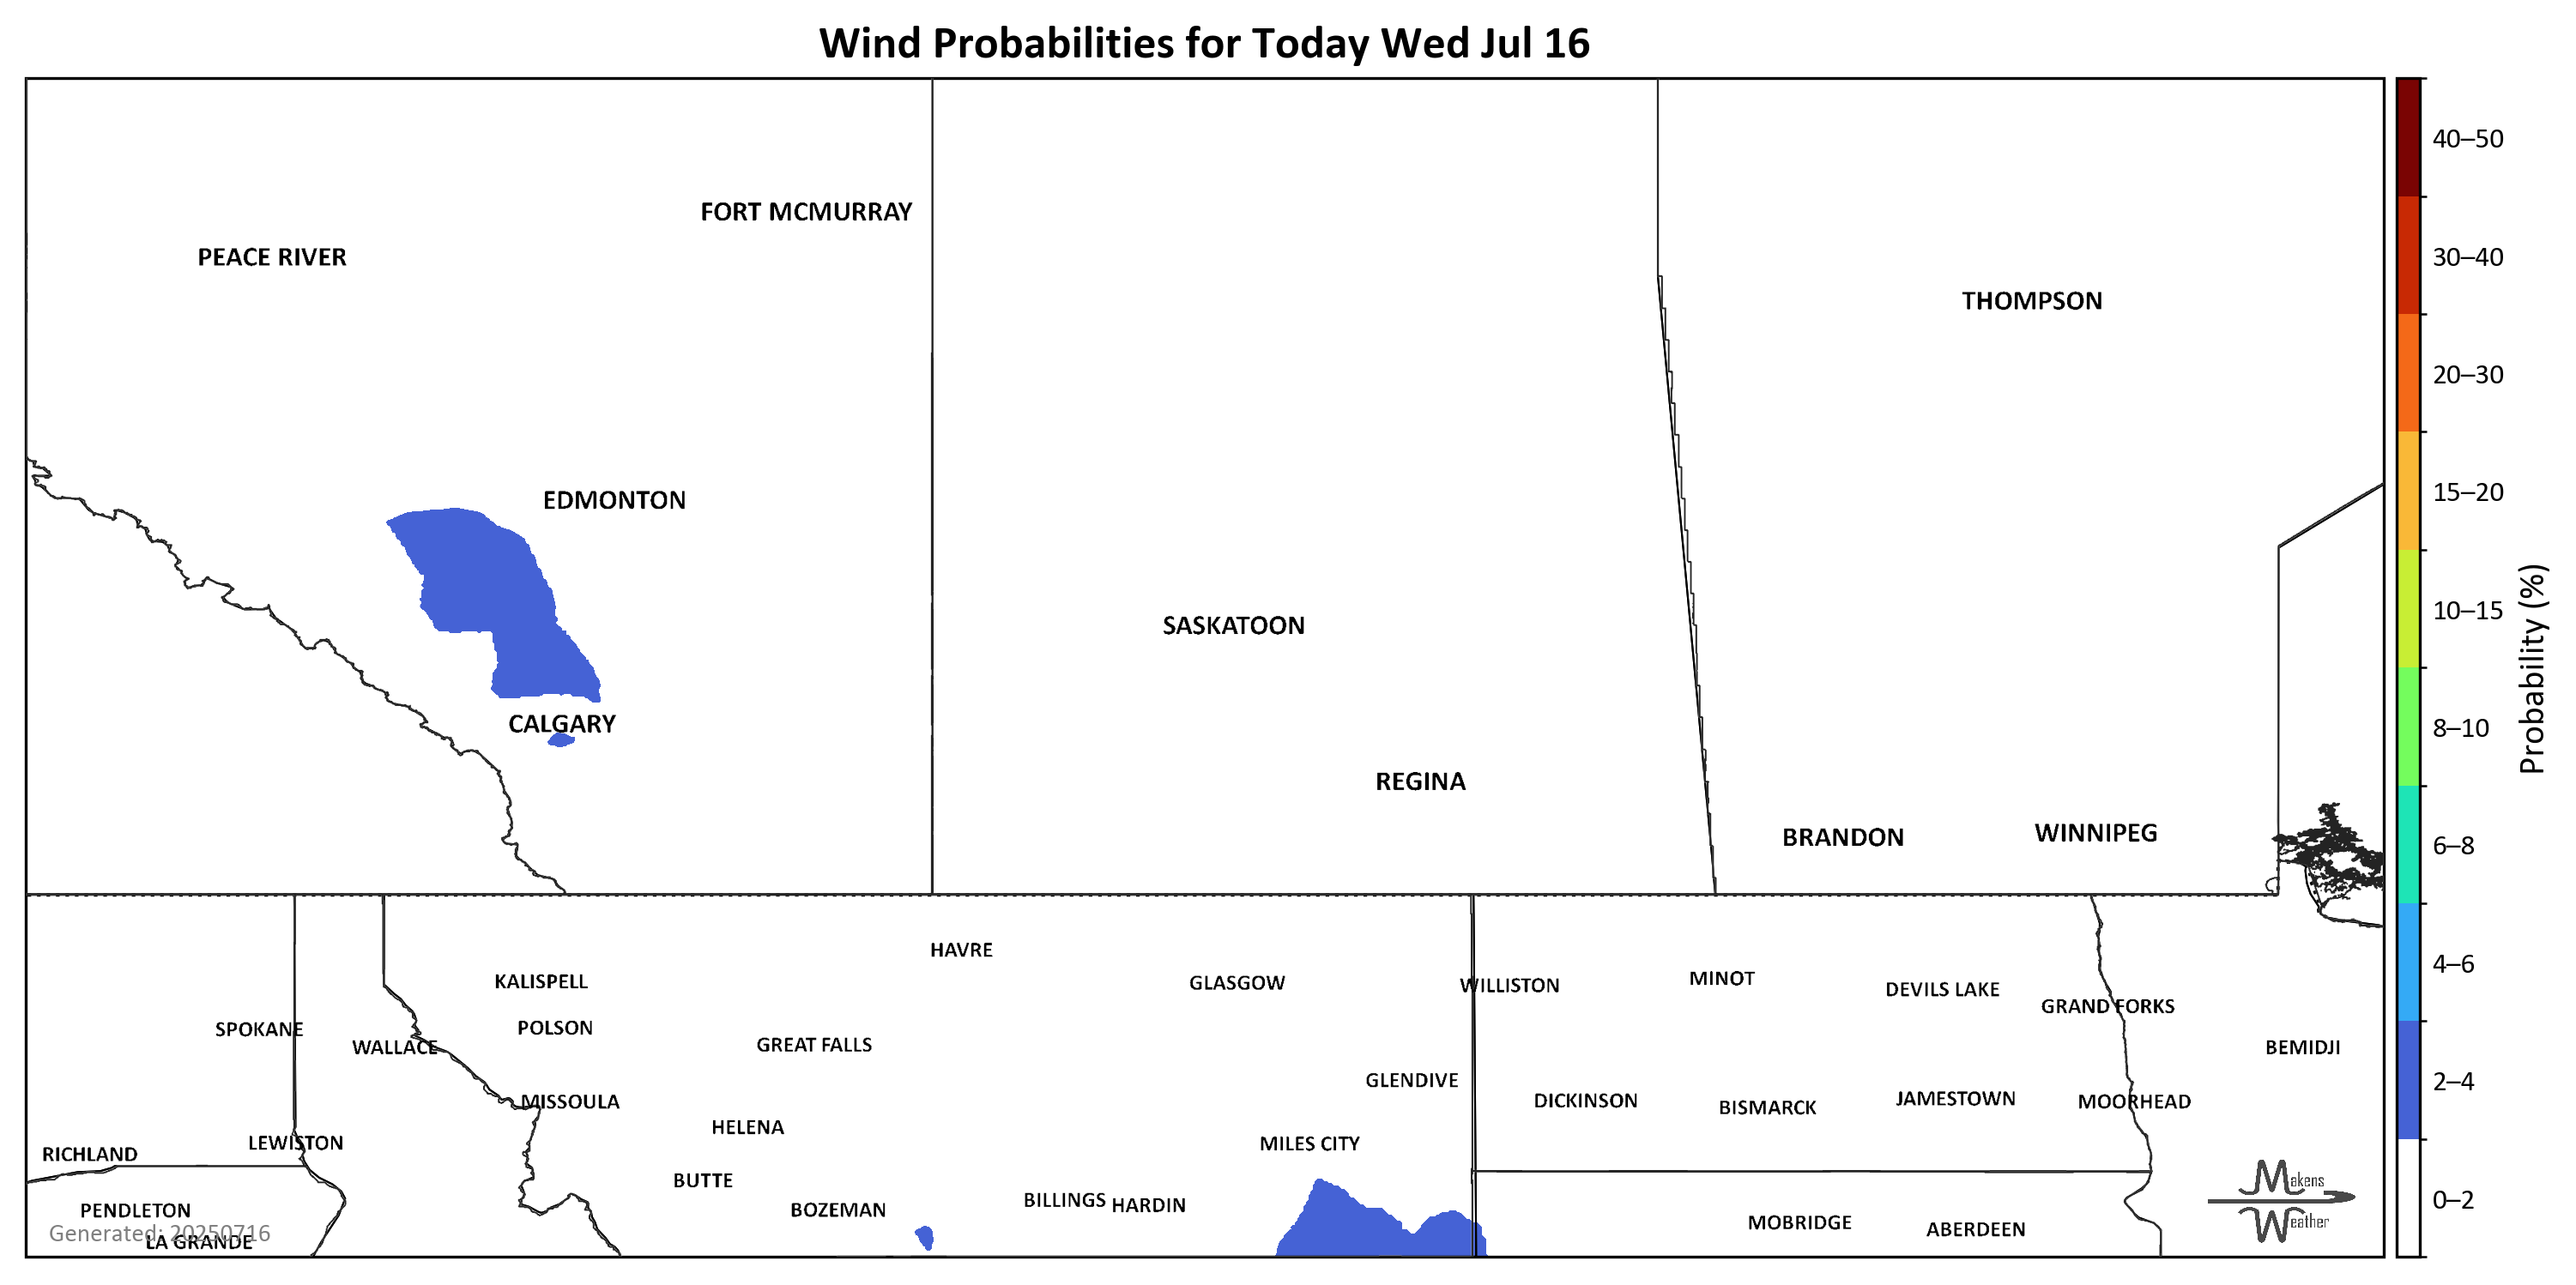 Wind Probabilities for Today Wed Jul 16
FORT MCMURRAY
PEACE RIVER
THOMPSON
EDMONTON
SASKATOON
CALGARY
REGINA
BRANDON
WINNIPEG
HAVRE
KALISPELL
GLASGOW
WILLISTON
MINOT
DEVILS LAKE
GRAND FORKS
SPOKANE
POLSON
WALLACE
GREAT FALLS
BEMIDJI
GLENDIVE
MISSOULA
DICKINSON
BISMARCK
JAMESTOWN
MOORHEAD
HELENA
LEWISTON
MILES CITY
RICHLAND
BUTTE
BILLINGS
HARDIN
PENDLETON
BOZEMAN
MOBRIDGE
ABERDEEN
Generated: 20250716
LA GRANDE
Makens
Weather
40–50
30–40
20–30
15–20
10–15
8–10
6–8
4–6
2–4
0–2
Probability (%)